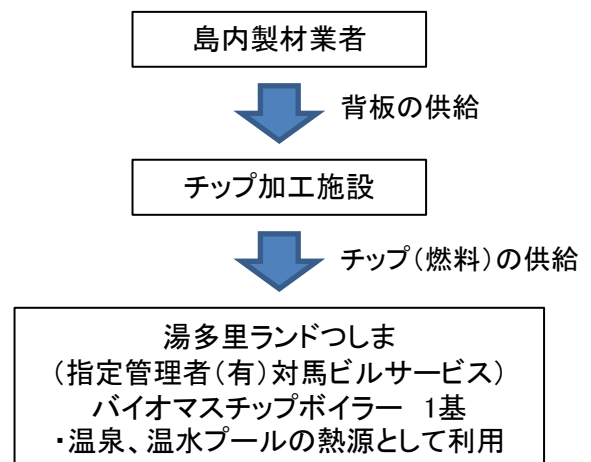 島内製材業者
背板の供給
チップ加工施設
チップ(燃料)の供給
湯多里ランドつしま
(指定管理者(有)対馬ビルサービス)
バイオマスチップボイラー 1基
・温泉、温水プールの熱源として利用